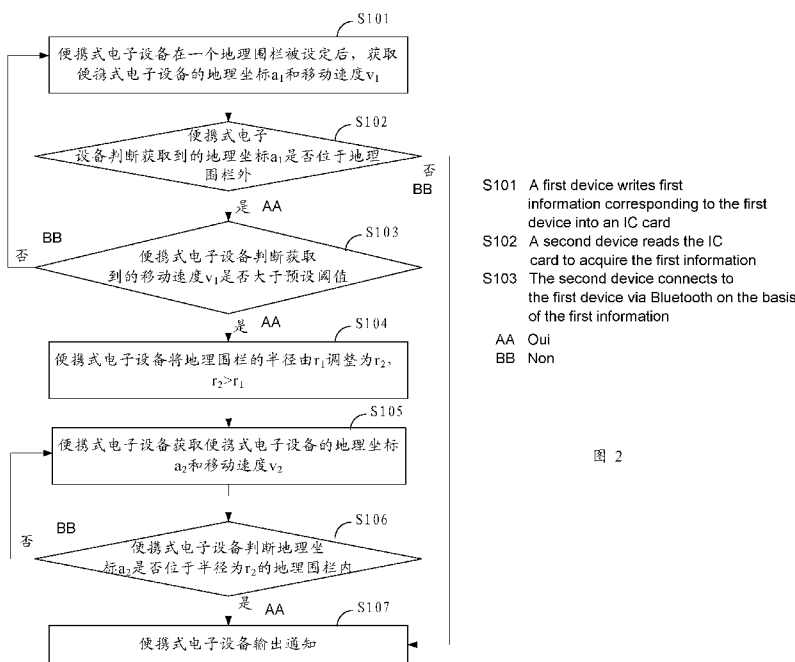 S101
便携式电子设备在一个地理围栏被设定后，获取
便携式电子设备的地理坐标a₁和移动速度v₁
S102
便携式电子
设备判断获取到的地理坐标a₁是否位于地理
围栏外
否
BB
是 AA
S103
BB
否
便携式电子设备判断获取
到的移动速度v₁是否大于预设阈值
是 AA
S104
便携式电子设备将地理围栏的半径由r₁调整为r₂，
r₂>r₁
S105
便携式电子设备获取便携式电子设备的地理坐标
a₂和移动速度v₂
S106
BB
否
便携式电子设备判断地理坐
标a₂是否位于半径为r₂的地理围栏内
是 AA
S107
便携式电子设备输出通知
S101 A first device writes first
information corresponding to the first
device into an IC card
S102 A second device reads the IC
card to acquire the first information
S103 The second device connects to
the first device via Bluetooth on the basis
of the first information
AA Oui
BB Non
图 2